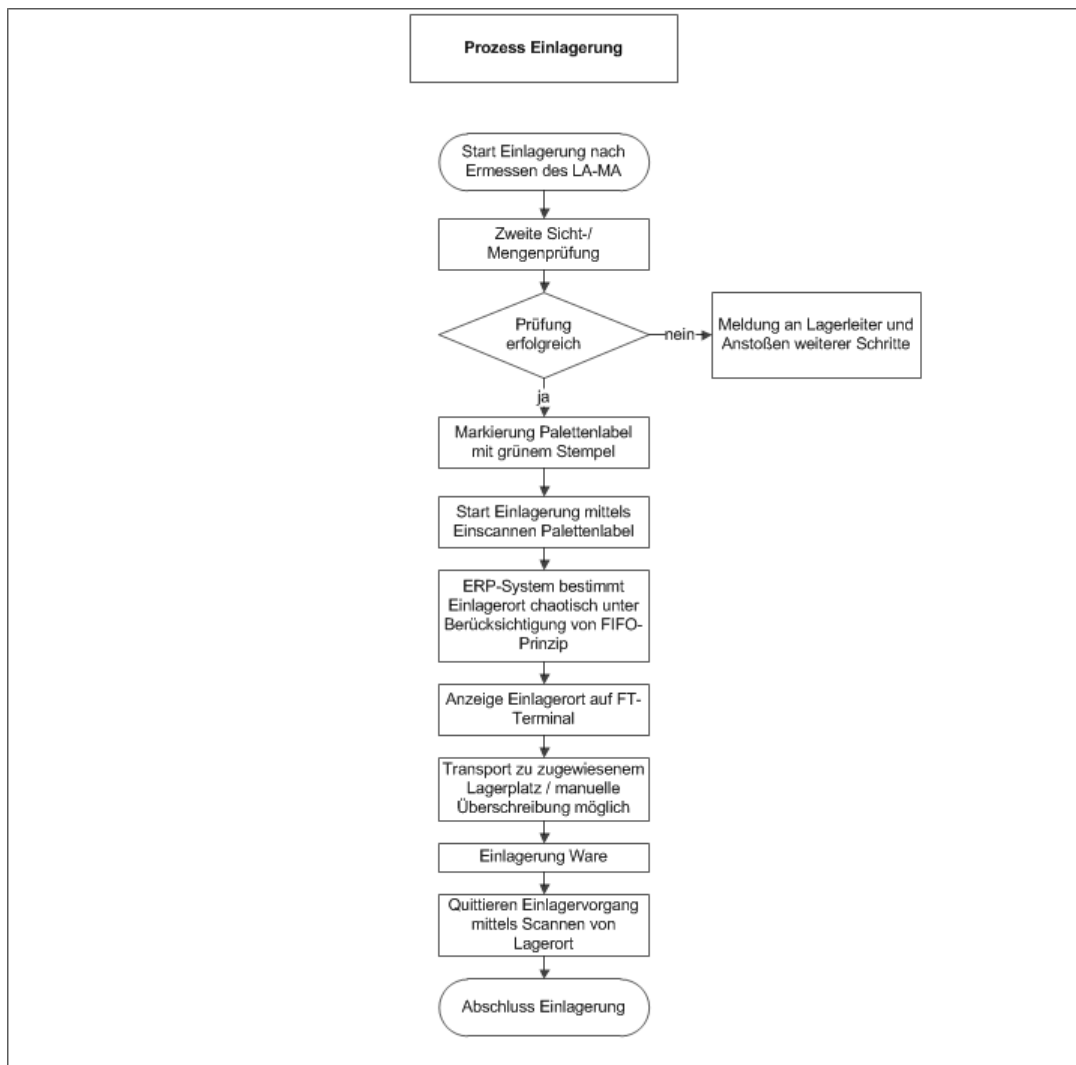 Prozess Einlagerung
Start Einlagerung nach
Ermessen des LA-MA
Zweite Sicht-/
Mengenprüfung
Prüfung
erfolgreich
nein
Meldung an Lagerleiter und
Anstoßen weiterer Schritte
ja
Markierung Palettenlabel
mit grünem Stempel
Start Einlagerung mittels
Einscannen Palettenlabel
ERP-System bestimmt
Einlagerort chaotisch unter
Berücksichtigung von FIFO-
Prinzip
Anzeige Einlagerort auf FT-
Terminal
Transport zu zugewiesenem
Lagerplatz / manuelle
Überschreibung möglich
Einlagerung Ware
Quittieren Einlagervorgang
mittels Scannen von
Lagerort
Abschluss Einlagerung